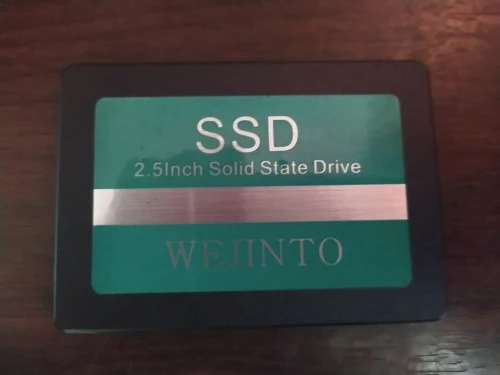 SSD
2.5Inch Solid State Drive
WEJINTO